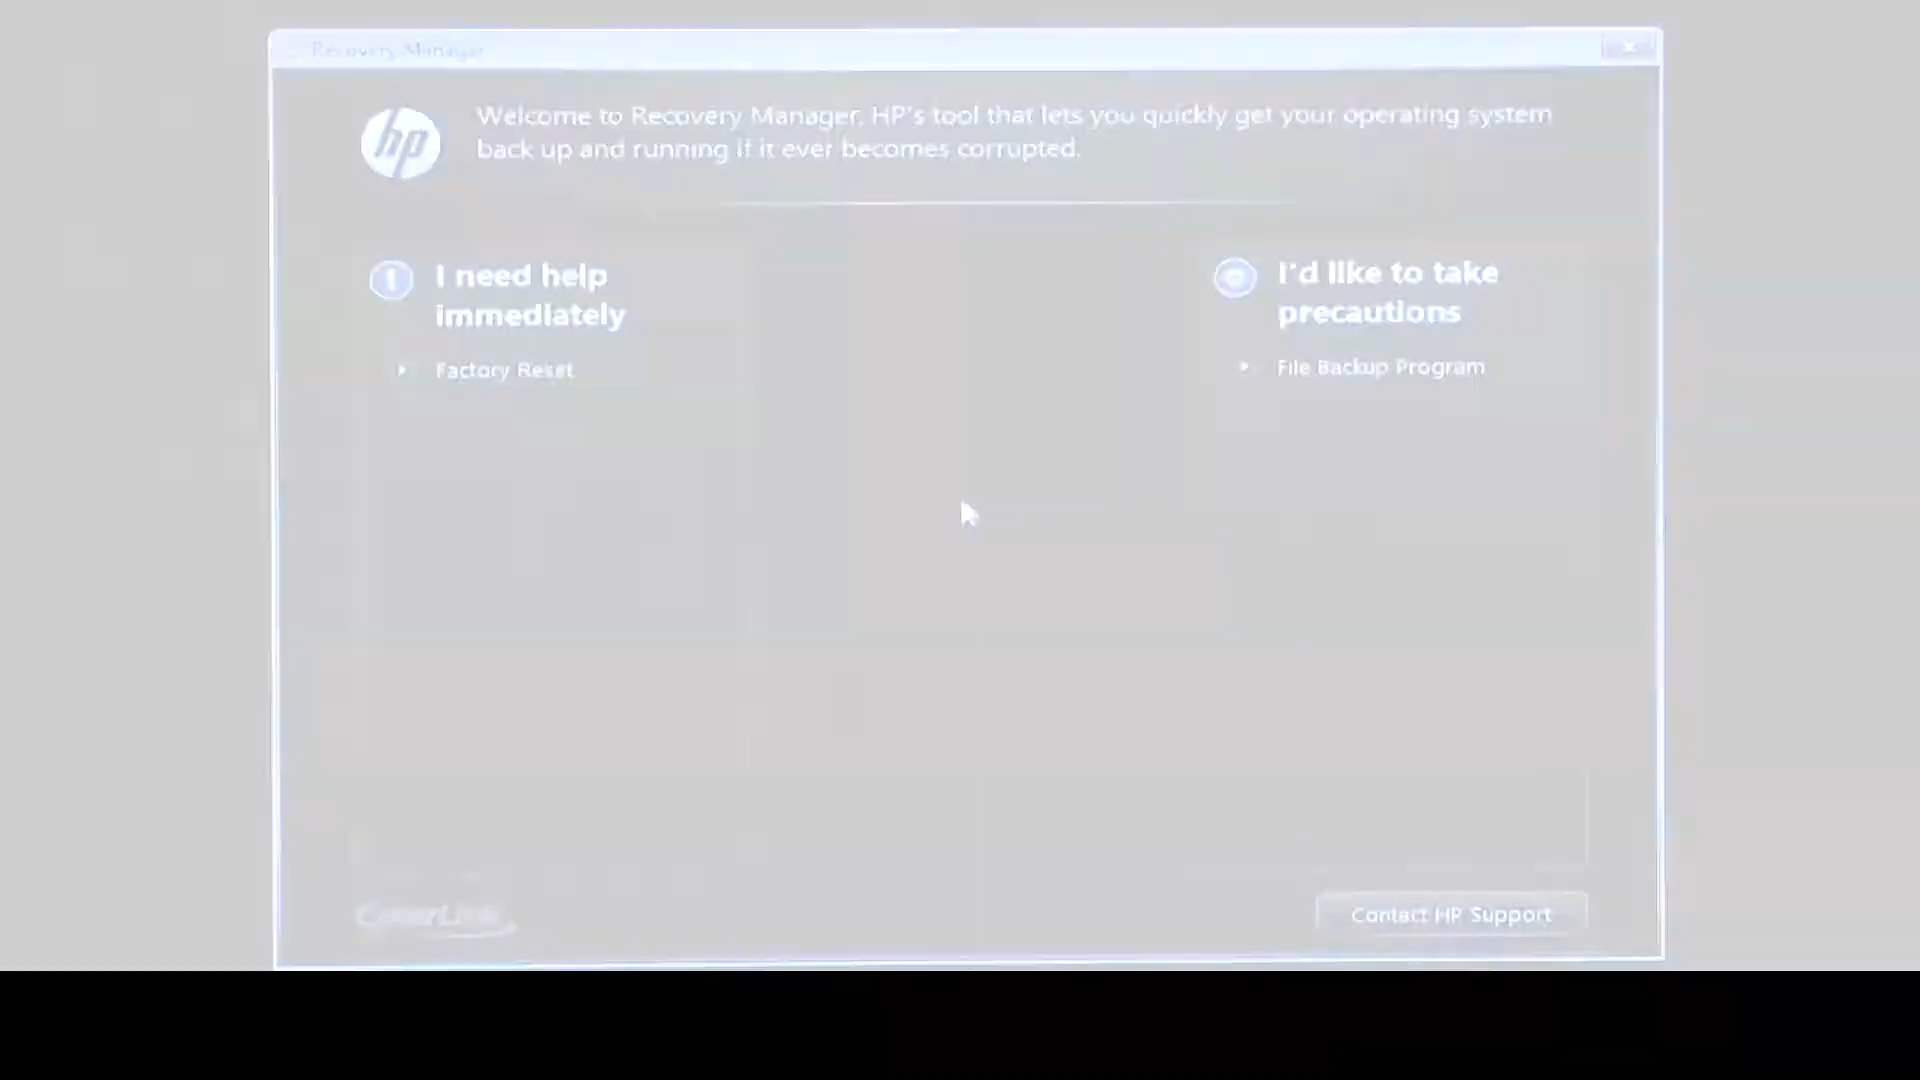 Recovery Manager
hp
Welcome to Recovery Manager, HP's tool that lets you quickly get your operating system
back up and running if it ever becomes corrupted.
I need help
immediately
Factory Reset
I'd like to take
precautions
File Backup Program
CyberLink
Contact HP Support